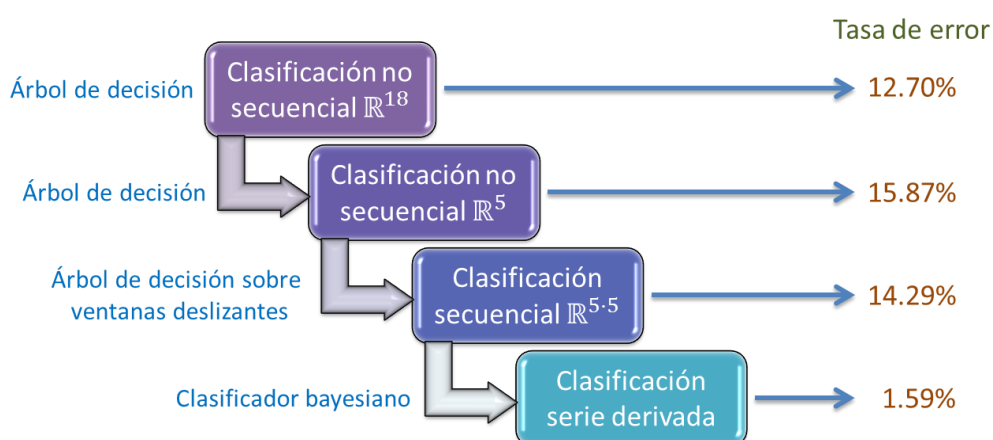 Tasa de error
Árbol de decisión
Clasificación no
secuencial ℝ¹⁸
12.70%
Árbol de decisión
Clasificación no
secuencial ℝ⁵
15.87%
Árbol de decisión sobre
ventanas deslizantes
Clasificación
secuencial ℝ⁵·⁵
14.29%
Clasificador bayesiano
Clasificación
serie derivada
1.59%